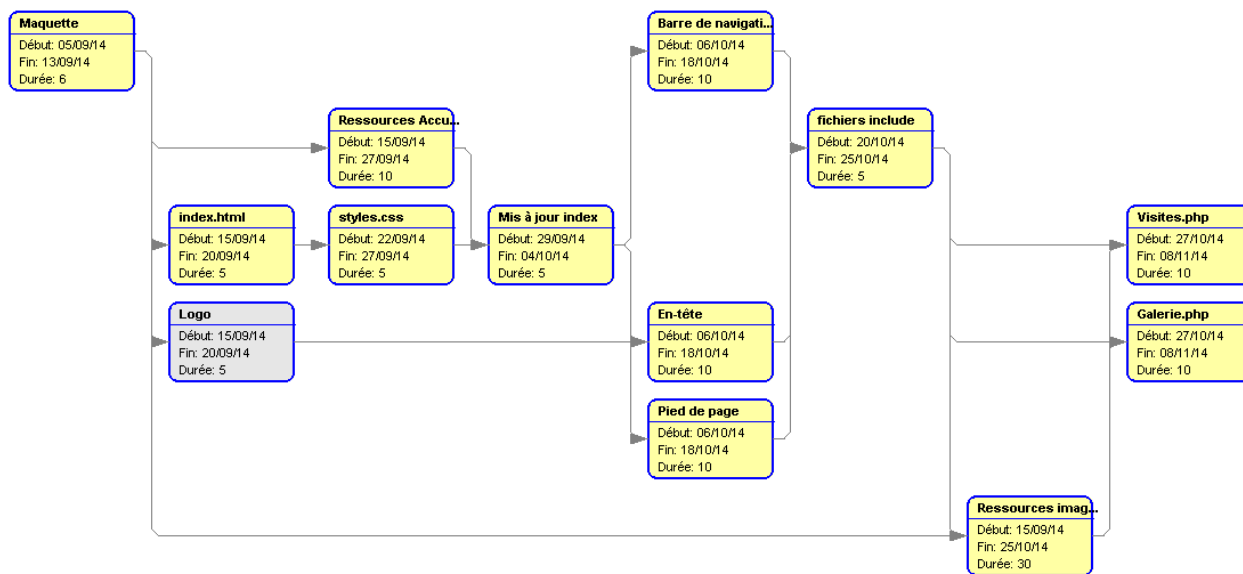 Maquette
Début: 05/09/14
Fin: 13/09/14
Durée: 6
Barre de navigati...
Début: 06/10/14
Fin: 18/10/14
Durée: 10
Ressources Accu...
Début: 15/09/14
Fin: 27/09/14
Durée: 10
fichiers include
Début: 20/10/14
Fin: 25/10/14
Durée: 5
index.html
Début: 15/09/14
Fin: 20/09/14
Durée: 5
styles.css
Début: 22/09/14
Fin: 27/09/14
Durée: 5
Mis à jour index
Début: 29/09/14
Fin: 04/10/14
Durée: 5
Visites.php
Début: 27/10/14
Fin: 08/11/14
Durée: 10
Logo
Début: 15/09/14
Fin: 20/09/14
Durée: 5
En-tête
Début: 06/10/14
Fin: 18/10/14
Durée: 10
Galerie.php
Début: 27/10/14
Fin: 08/11/14
Durée: 10
Pied de page
Début: 06/10/14
Fin: 18/10/14
Durée: 10
Ressources imag...
Début: 15/09/14
Fin: 25/10/14
Durée: 30